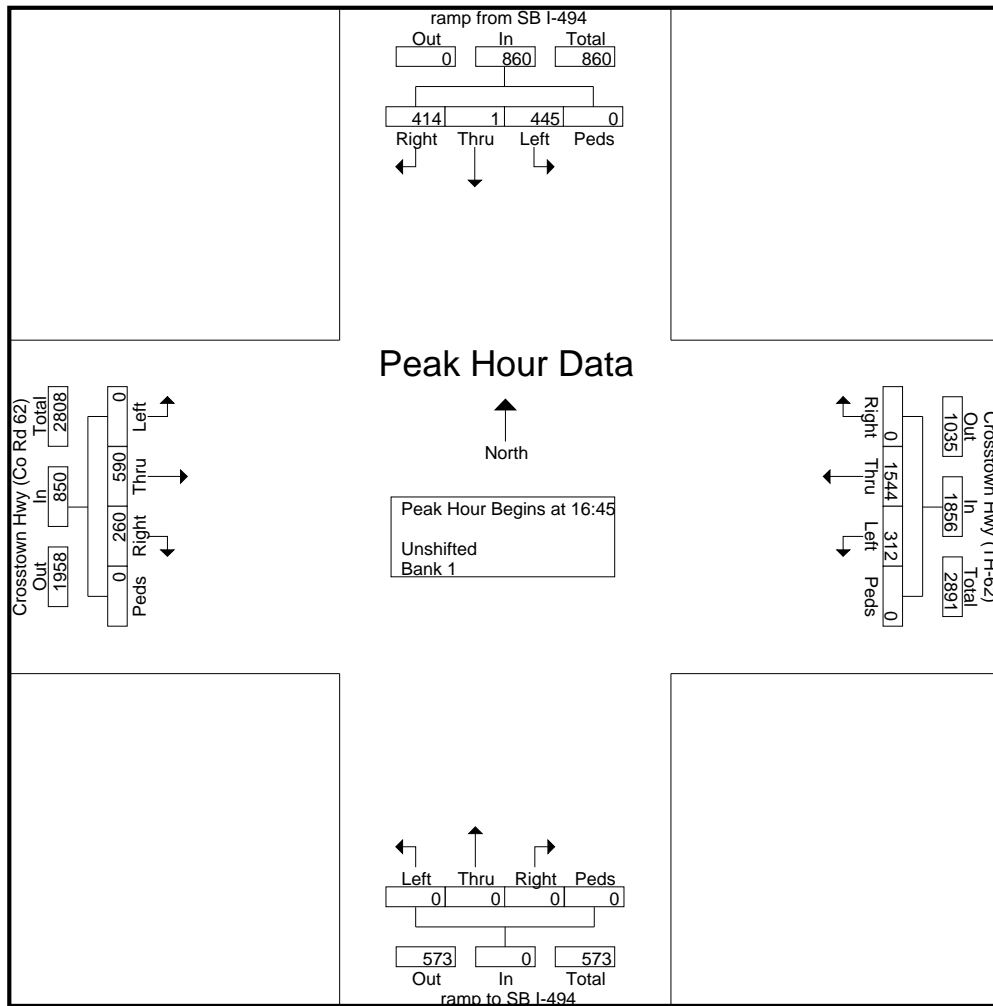 ramp from SB I-494
Out In Total
0 860 860
414 1 445 0
Right Thru Left Peds
Peak Hour Data
North
Peak Hour Begins at 16:45
Unshifted
Bank 1
Crosstown Hwy (Co Rd 62)
Total In Out
2808 850 1958
0 590 260 0
Left Thru Right Peds
Crosstown Hwy (TH-62)
Out In Total
1035 1856 2891
0 1544 312 0
Right Thru Left Peds
Left Thru Right Peds
0 0 0 0
573 0 573
Out In Total
ramp to SB I-494